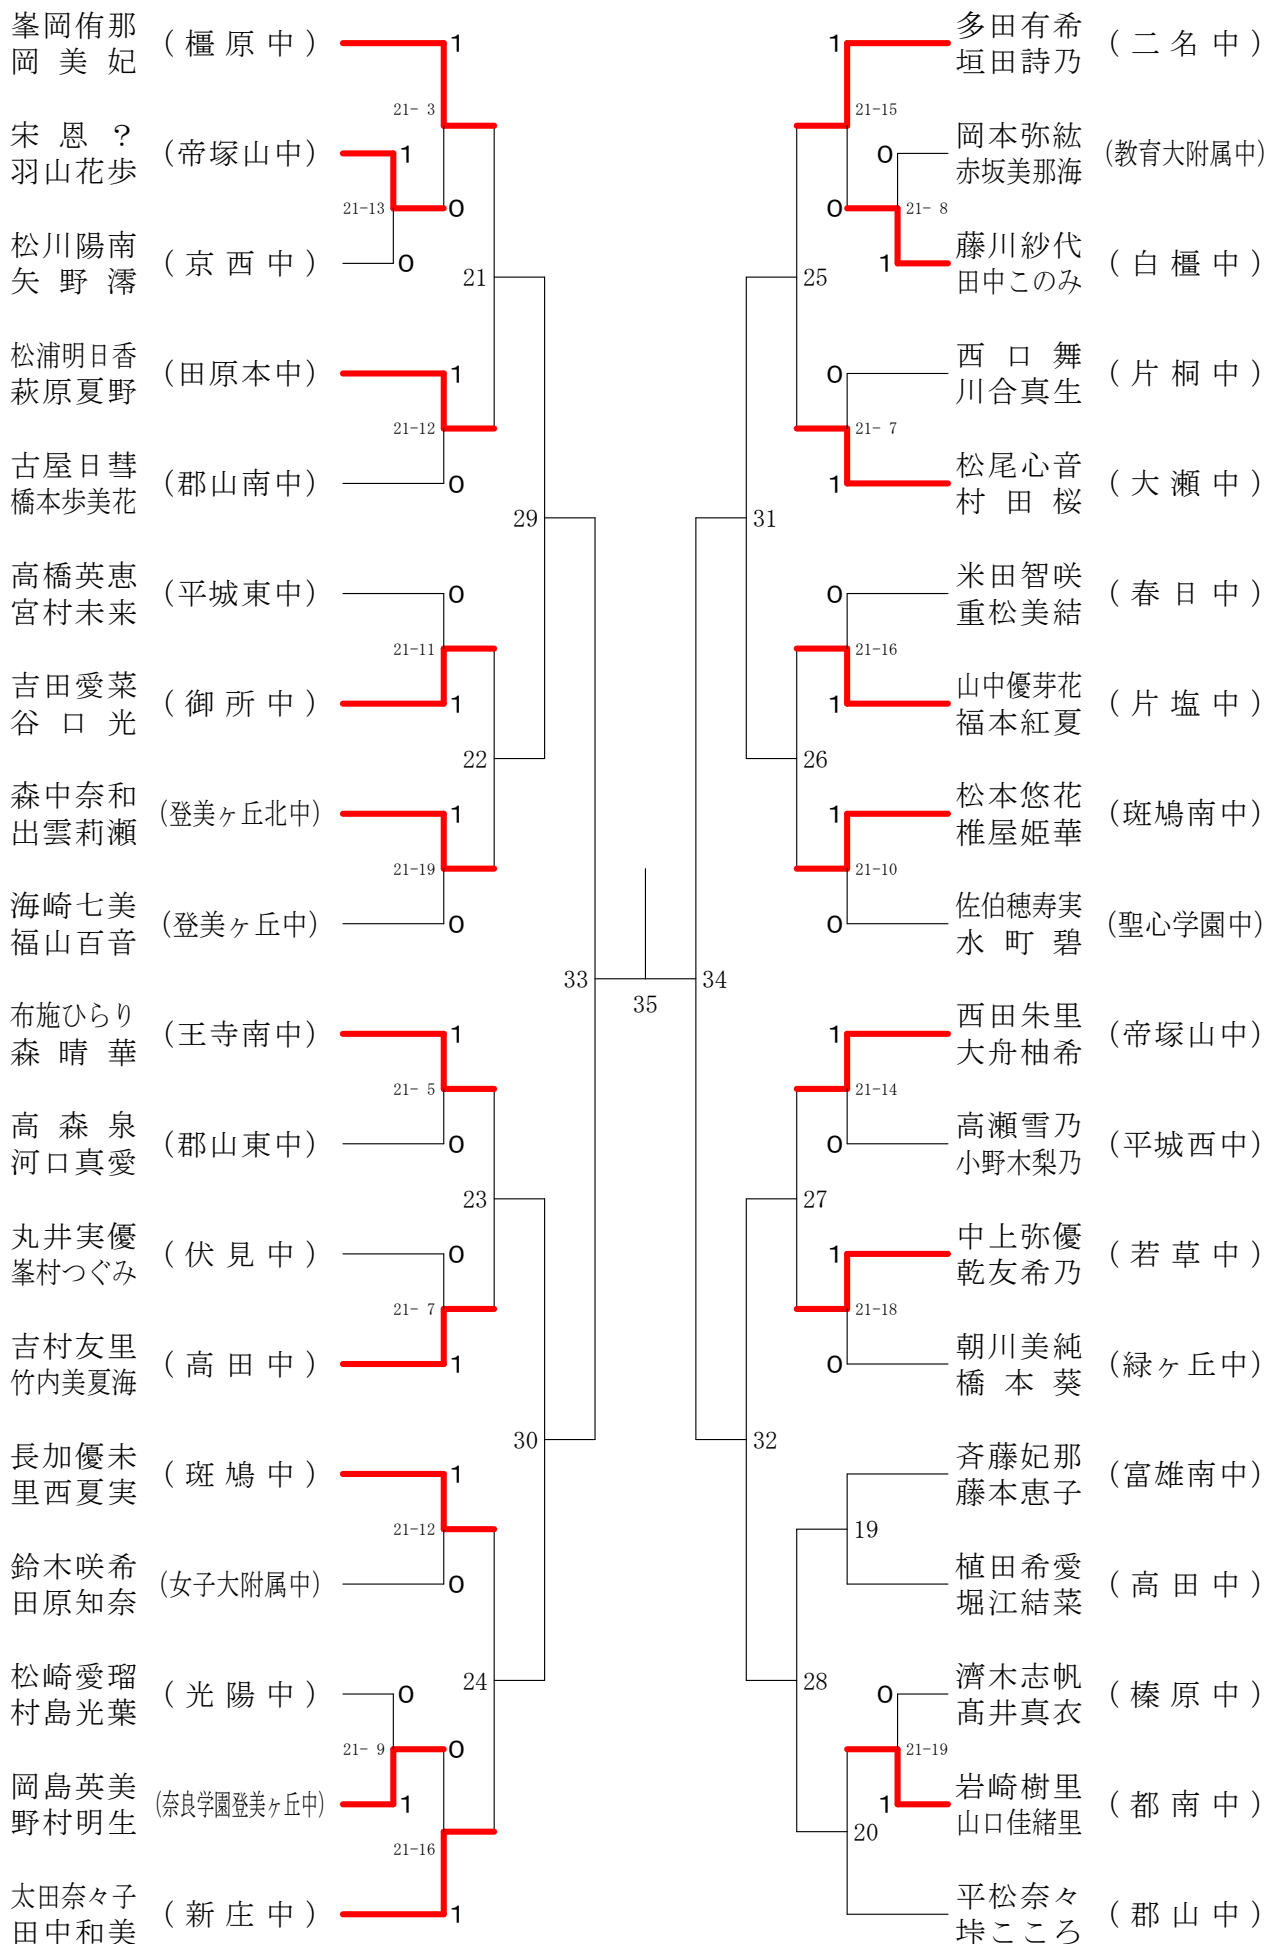 峯岡侑那
岡美妃
(橿原中)
1
21- 3
宋恩?
羽山花歩
(帝塚山中)
1
21-13
0
松川陽南
矢野澪
(京西中)
0
21
松浦明日香
萩原夏野
(田原本中)
1
21-12
古屋日彗
橋本歩美花
(郡山南中)
0
29
高橋英恵
宮村未来
(平城東中)
0
21-11
吉田愛菜
谷口光
(御所中)
1
22
森中奈和
出雲莉瀬
(登美ヶ丘北中)
1
21-19
海崎七美
福山百音
(登美ヶ丘中)
0
33
布施ひらり
森晴華
(王寺南中)
1
21- 5
高森泉
河口真愛
(郡山東中)
0
23
丸井実優
峯村つぐみ
(伏見中)
0
21- 7
吉村友里
竹内美夏海
(高田中)
1
30
長加優未
里西夏実
(斑鳩中)
1
21-12
鈴木咲希
田原知奈
(女子大附属中)
0
24
松崎愛瑠
村島光葉
(光陽中)
0
21- 9
0
岡島英美
野村明生
(奈良学園登美ヶ丘中)
1
21-16
太田奈々子
田中和美
(新庄中)
1
35
多田有希
垣田詩乃
(二名中)
1
21-15
岡本弥紘
赤坂美那海
(教育大附属中)
0
21- 8
0
藤川紗代
田中このみ
(白橿中)
1
25
西口舞
川合真生
(片桐中)
0
21- 7
松尾心音
村田桜
(大瀬中)
1
31
米田智咲
重松美結
(春日中)
0
21-16
山中優芽花
福本紅夏
(片塩中)
1
26
松本悠花
椎屋姫華
(斑鳩南中)
1
21-10
佐伯穂寿実
水町碧
(聖心学園中)
0
34
西田朱里
大舟柚希
(帝塚山中)
1
21-14
高瀬雪乃
小野木梨乃
(平城西中)
0
27
中上弥優
乾友希乃
(若草中)
1
21-18
朝川美純
橋本葵
(緑ヶ丘中)
0
32
斉藤妃那
藤本恵子
(富雄南中)
19
植田希愛
堀江結菜
(高田中)
28
濟木志帆
髙井真衣
(榛原中)
0
21-19
岩崎樹里
山口佳緒里
(都南中)
1
20
平松奈々
垰こころ
(郡山中)